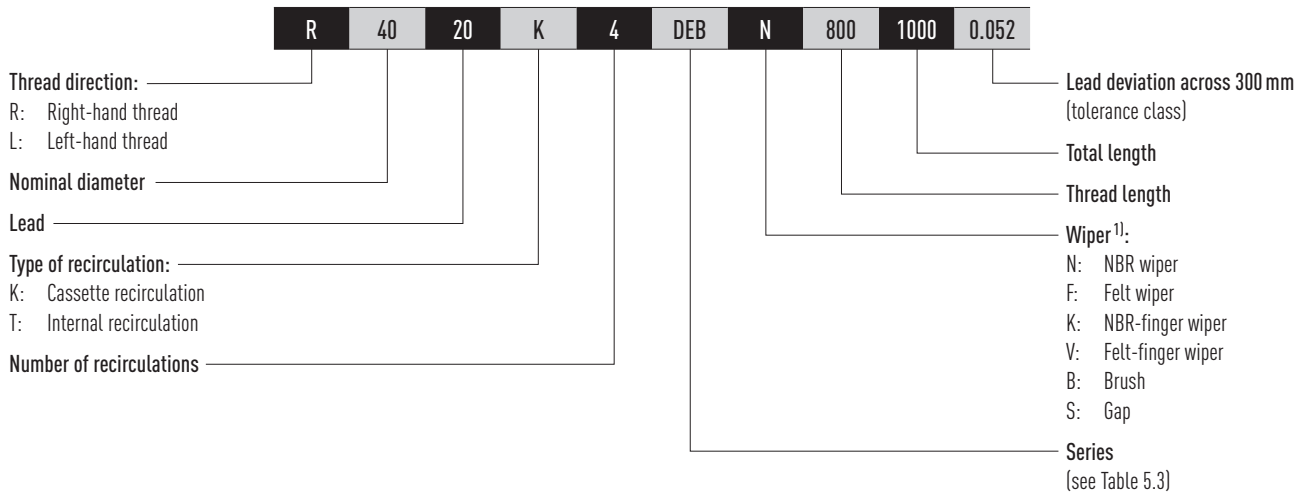 R 40 20 K 4 DEB N 800 1000 0.052
Thread direction:
R: Right-hand thread
L: Left-hand thread
Nominal diameter
Lead
Type of recirculation:
K: Cassette recirculation
T: Internal recirculation
Number of recirculations
Lead deviation across 300 mm
(tolerance class)
Total length
Thread length
Wiper 1):
N: NBR wiper
F: Felt wiper
K: NBR-finger wiper
V: Felt-finger wiper
B: Brush
S: Gap
Series
(see Table 5.3)